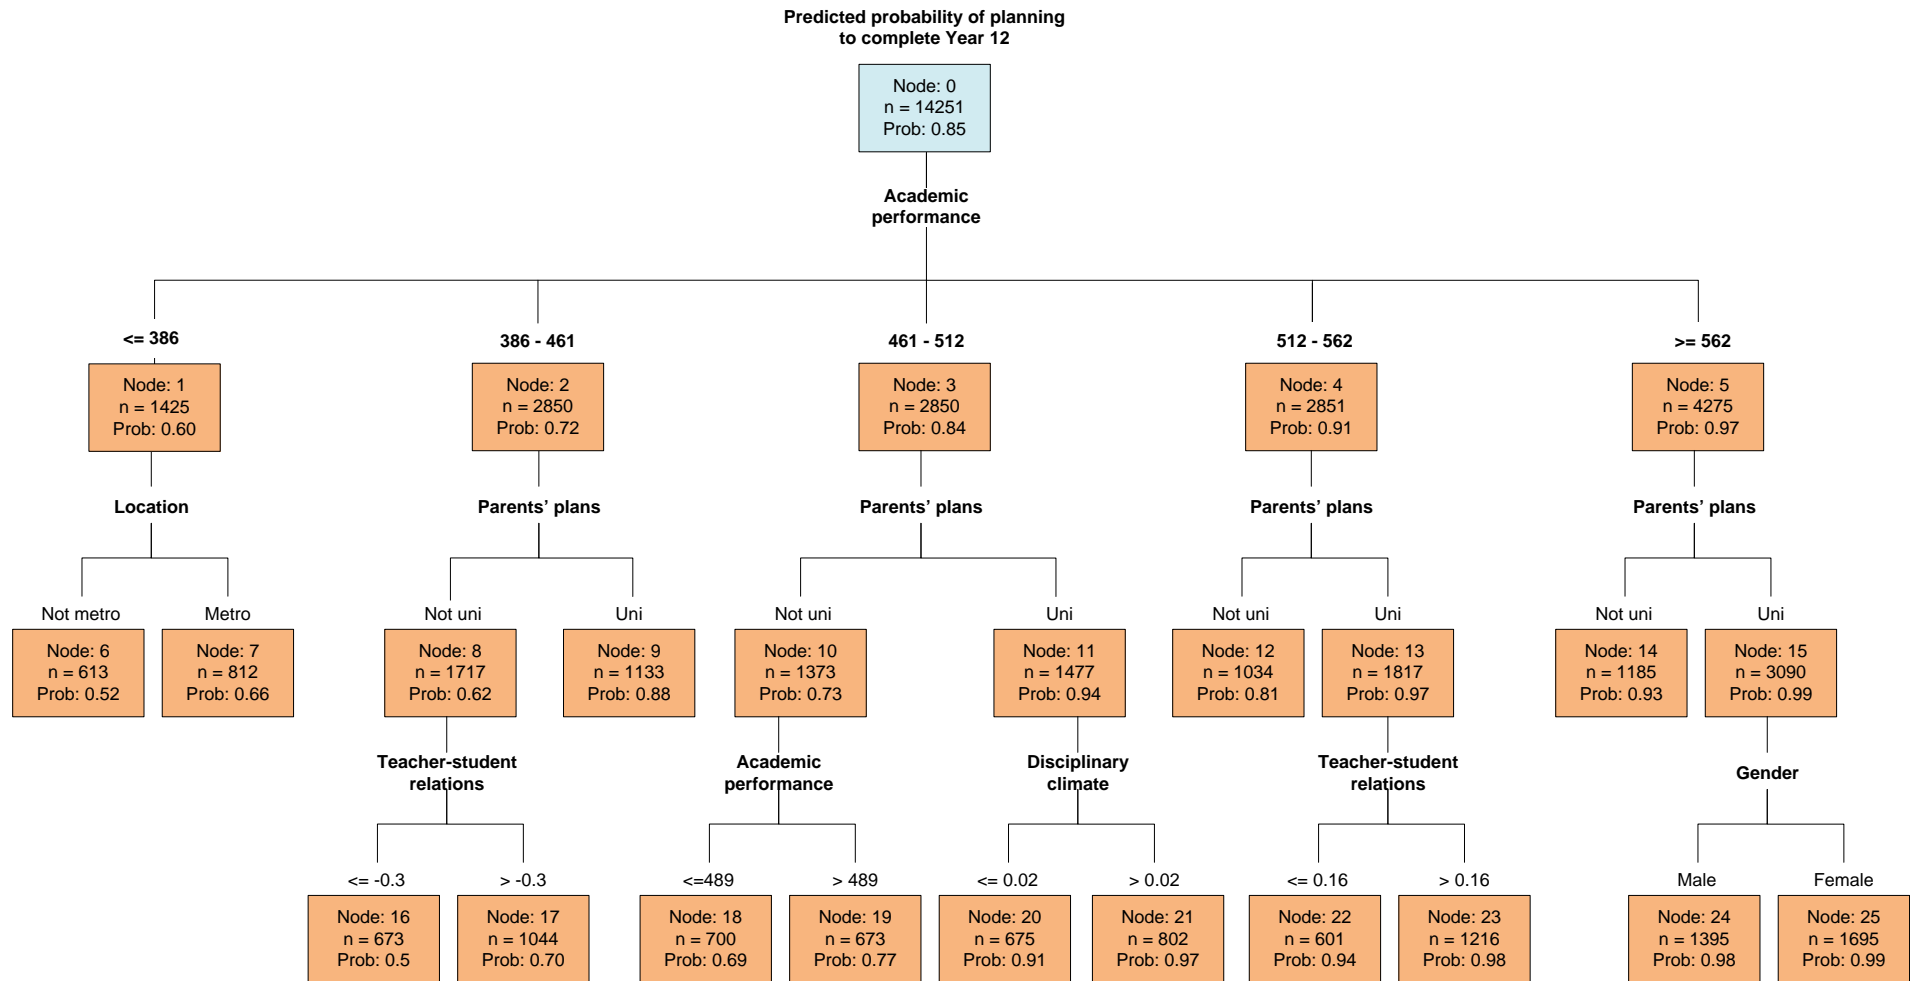 Predicted probability of planning
to complete Year 12
Node: 0
n = 14251
Prob: 0.85
Academic
performance
<= 386
386 - 461
461 - 512
512 - 562
>= 562
Node: 1
n = 1425
Prob: 0.60
Node: 2
n = 2850
Prob: 0.72
Node: 3
n = 2850
Prob: 0.84
Node: 4
n = 2851
Prob: 0.91
Node: 5
n = 4275
Prob: 0.97
Location
Parents’ plans
Parents’ plans
Parents’ plans
Parents’ plans
Not metro
Metro
Not uni
Uni
Not uni
Uni
Not uni
Uni
Not uni
Uni
Node: 6
n = 613
Prob: 0.52
Node: 7
n = 812
Prob: 0.66
Node: 8
n = 1717
Prob: 0.62
Node: 9
n = 1133
Prob: 0.88
Node: 10
n = 1373
Prob: 0.73
Node: 11
n = 1477
Prob: 0.94
Node: 12
n = 1034
Prob: 0.81
Node: 13
n = 1817
Prob: 0.97
Node: 14
n = 1185
Prob: 0.93
Node: 15
n = 3090
Prob: 0.99
Teacher-student
relations
Academic
performance
Disciplinary
climate
Teacher-student
relations
Gender
<= -0.3
> -0.3
<=489
> 489
<= 0.02
> 0.02
<= 0.16
> 0.16
Male
Female
Node: 16
n = 673
Prob: 0.5
Node: 17
n = 1044
Prob: 0.70
Node: 18
n = 700
Prob: 0.69
Node: 19
n = 673
Prob: 0.77
Node: 20
n = 675
Prob: 0.91
Node: 21
n = 802
Prob: 0.97
Node: 22
n = 601
Prob: 0.94
Node: 23
n = 1216
Prob: 0.98
Node: 24
n = 1395
Prob: 0.98
Node: 25
n = 1695
Prob: 0.99